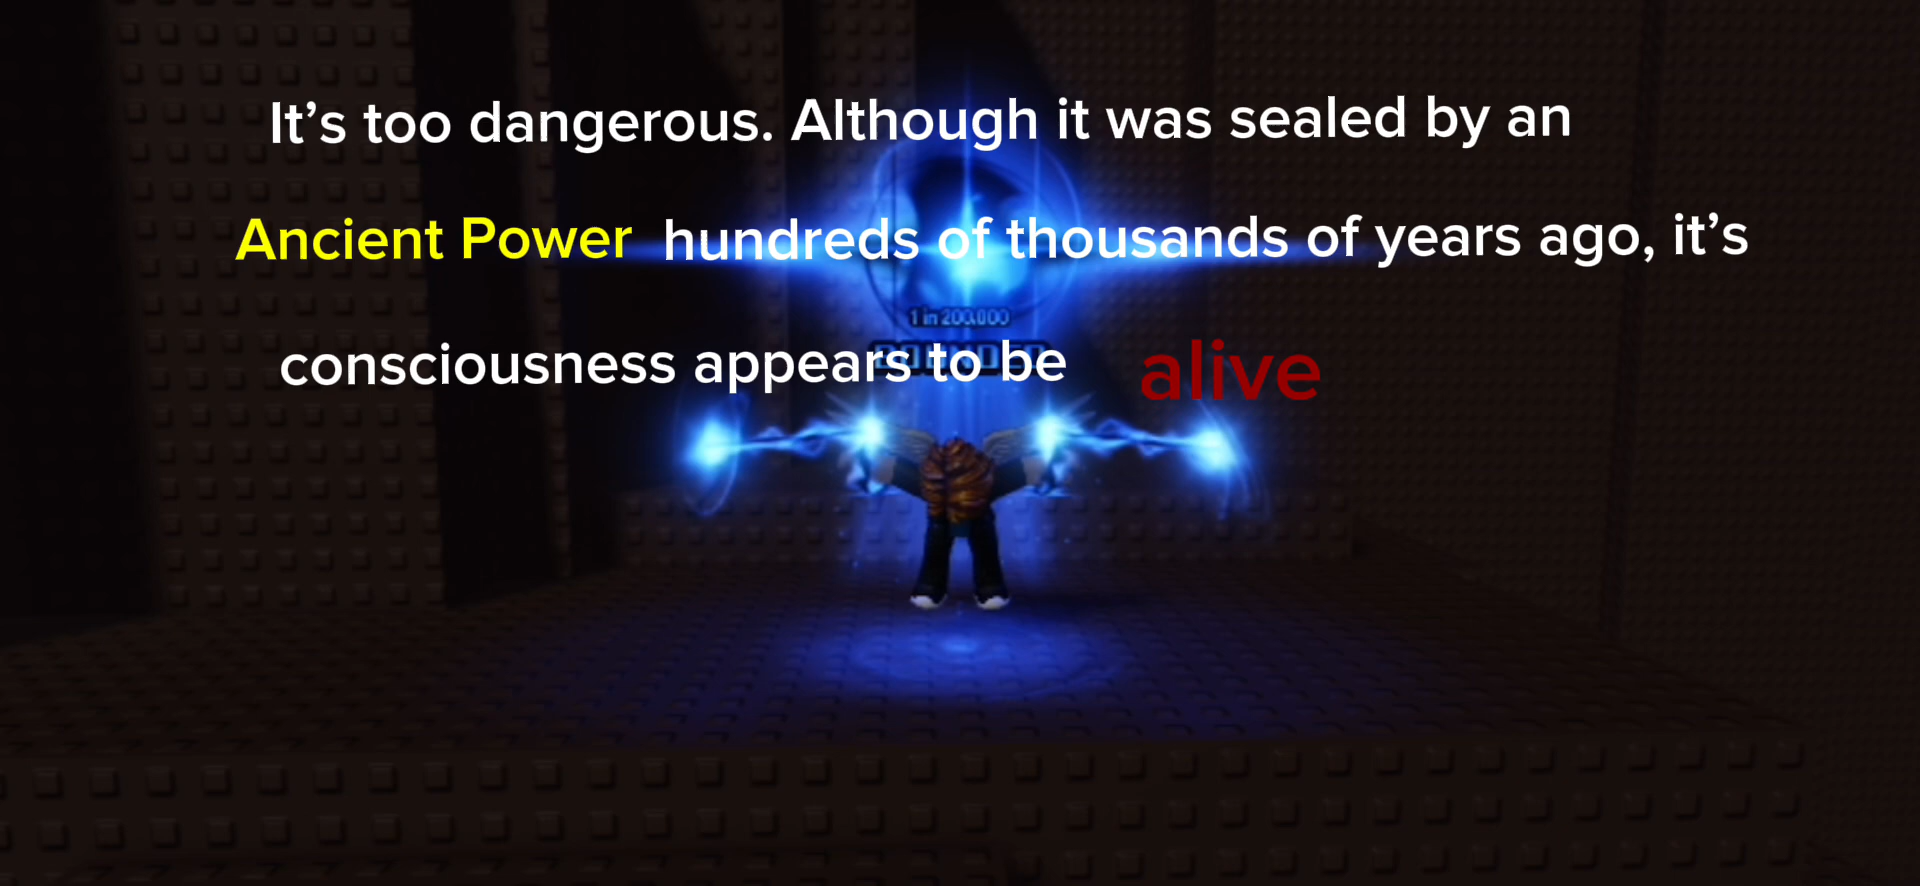 It’s too dangerous. Although it was sealed by an
Ancient Power hundreds of thousands of years ago, it’s
1 in 200,000
consciousness appears to be alive